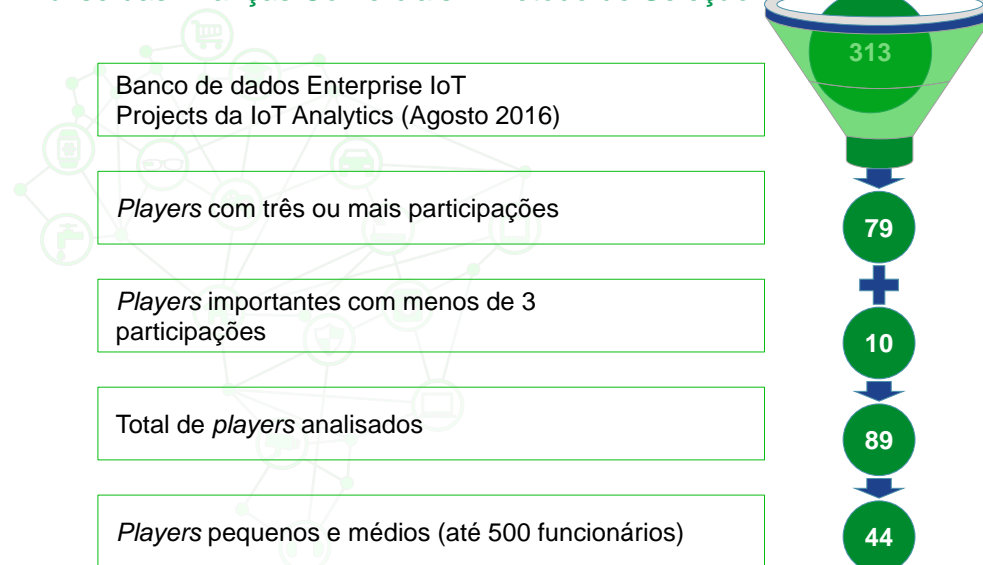 313
Banco de dados Enterprise IoT
Projects da IoT Analytics (Agosto 2016)
Players com três ou mais participações
79
Players importantes com menos de 3
participações
10
Total de players analisados
89
Players pequenos e médios (até 500 funcionários)
44